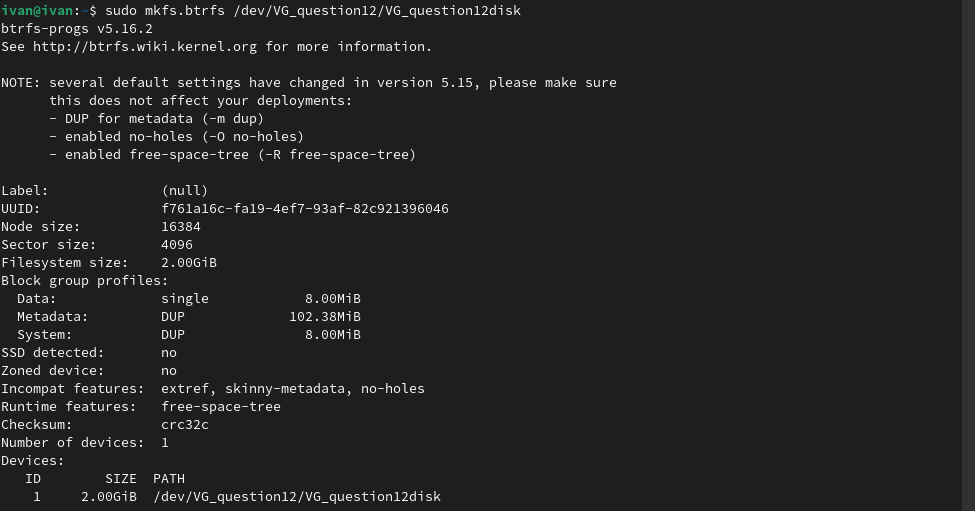 ivan@ivan:~$ sudo mkfs.btrfs /dev/VG_question12/VG_question12disk
btrfs-progs v5.16.2
See http://btrfs.wiki.kernel.org for more information.

NOTE: several default settings have changed in version 5.15, please make sure
      this does not affect your deployments:
      - DUP for metadata (-m dup)
      - enabled no-holes (-O no-holes)
      - enabled free-space-tree (-R free-space-tree)

Label:              (null)
UUID:               f761a16c-fa19-4ef7-93af-82c921396046
Node size:          16384
Sector size:        4096
Filesystem size:    2.00GiB
Block group profiles:
  Data:             single            8.00MiB
  Metadata:         DUP             102.38MiB
  System:           DUP               8.00MiB
SSD detected:       no
Zoned device:       no
Incompat features:  extref, skinny-metadata, no-holes
Runtime features:   free-space-tree
Checksum:           crc32c
Number of devices:  1
Devices:
   ID        SIZE  PATH
    1     2.00GiB  /dev/VG_question12/VG_question12disk